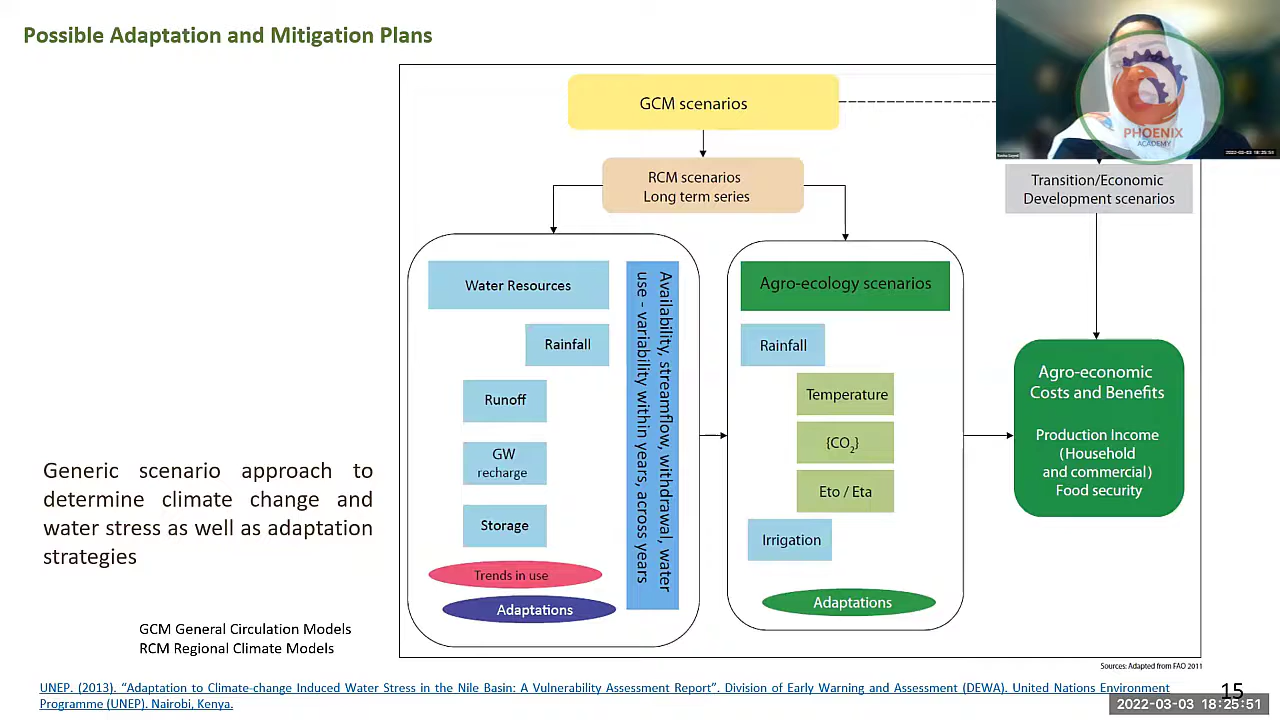 Possible Adaptation and Mitigation Plans
GCM scenarios
PHOENIX
ACADEMY
2022-03-03 18:25:51
RCM scenarios
Long term series
Transition/Economic
Development scenarios
Water Resources
Rainfall
Runoff
GW
recharge
Storage
Trends in use
Adaptations
Availability, streamflow, withdrawal, water
use - variability within years, across years
Agro-ecology scenarios
Rainfall
Temperature
{CO₂}
Eto / Eta
Irrigation
Adaptations
Agro-economic
Costs and Benefits
Production Income
(Household
and commercial)
Food security
Generic scenario approach to
determine climate change and
water stress as well as adaptation
strategies
GCM General Circulation Models
RCM Regional Climate Models
Sources: Adapted from FAO 2011
UNEP. (2013). “Adaptation to Climate-change Induced Water Stress in the Nile Basin: A Vulnerability Assessment Report”. Division of Early Warning and Assessment (DEWA). United Nations Environment
Programme (UNEP). Nairobi, Kenya.
15
2022-03-03 18:25:51